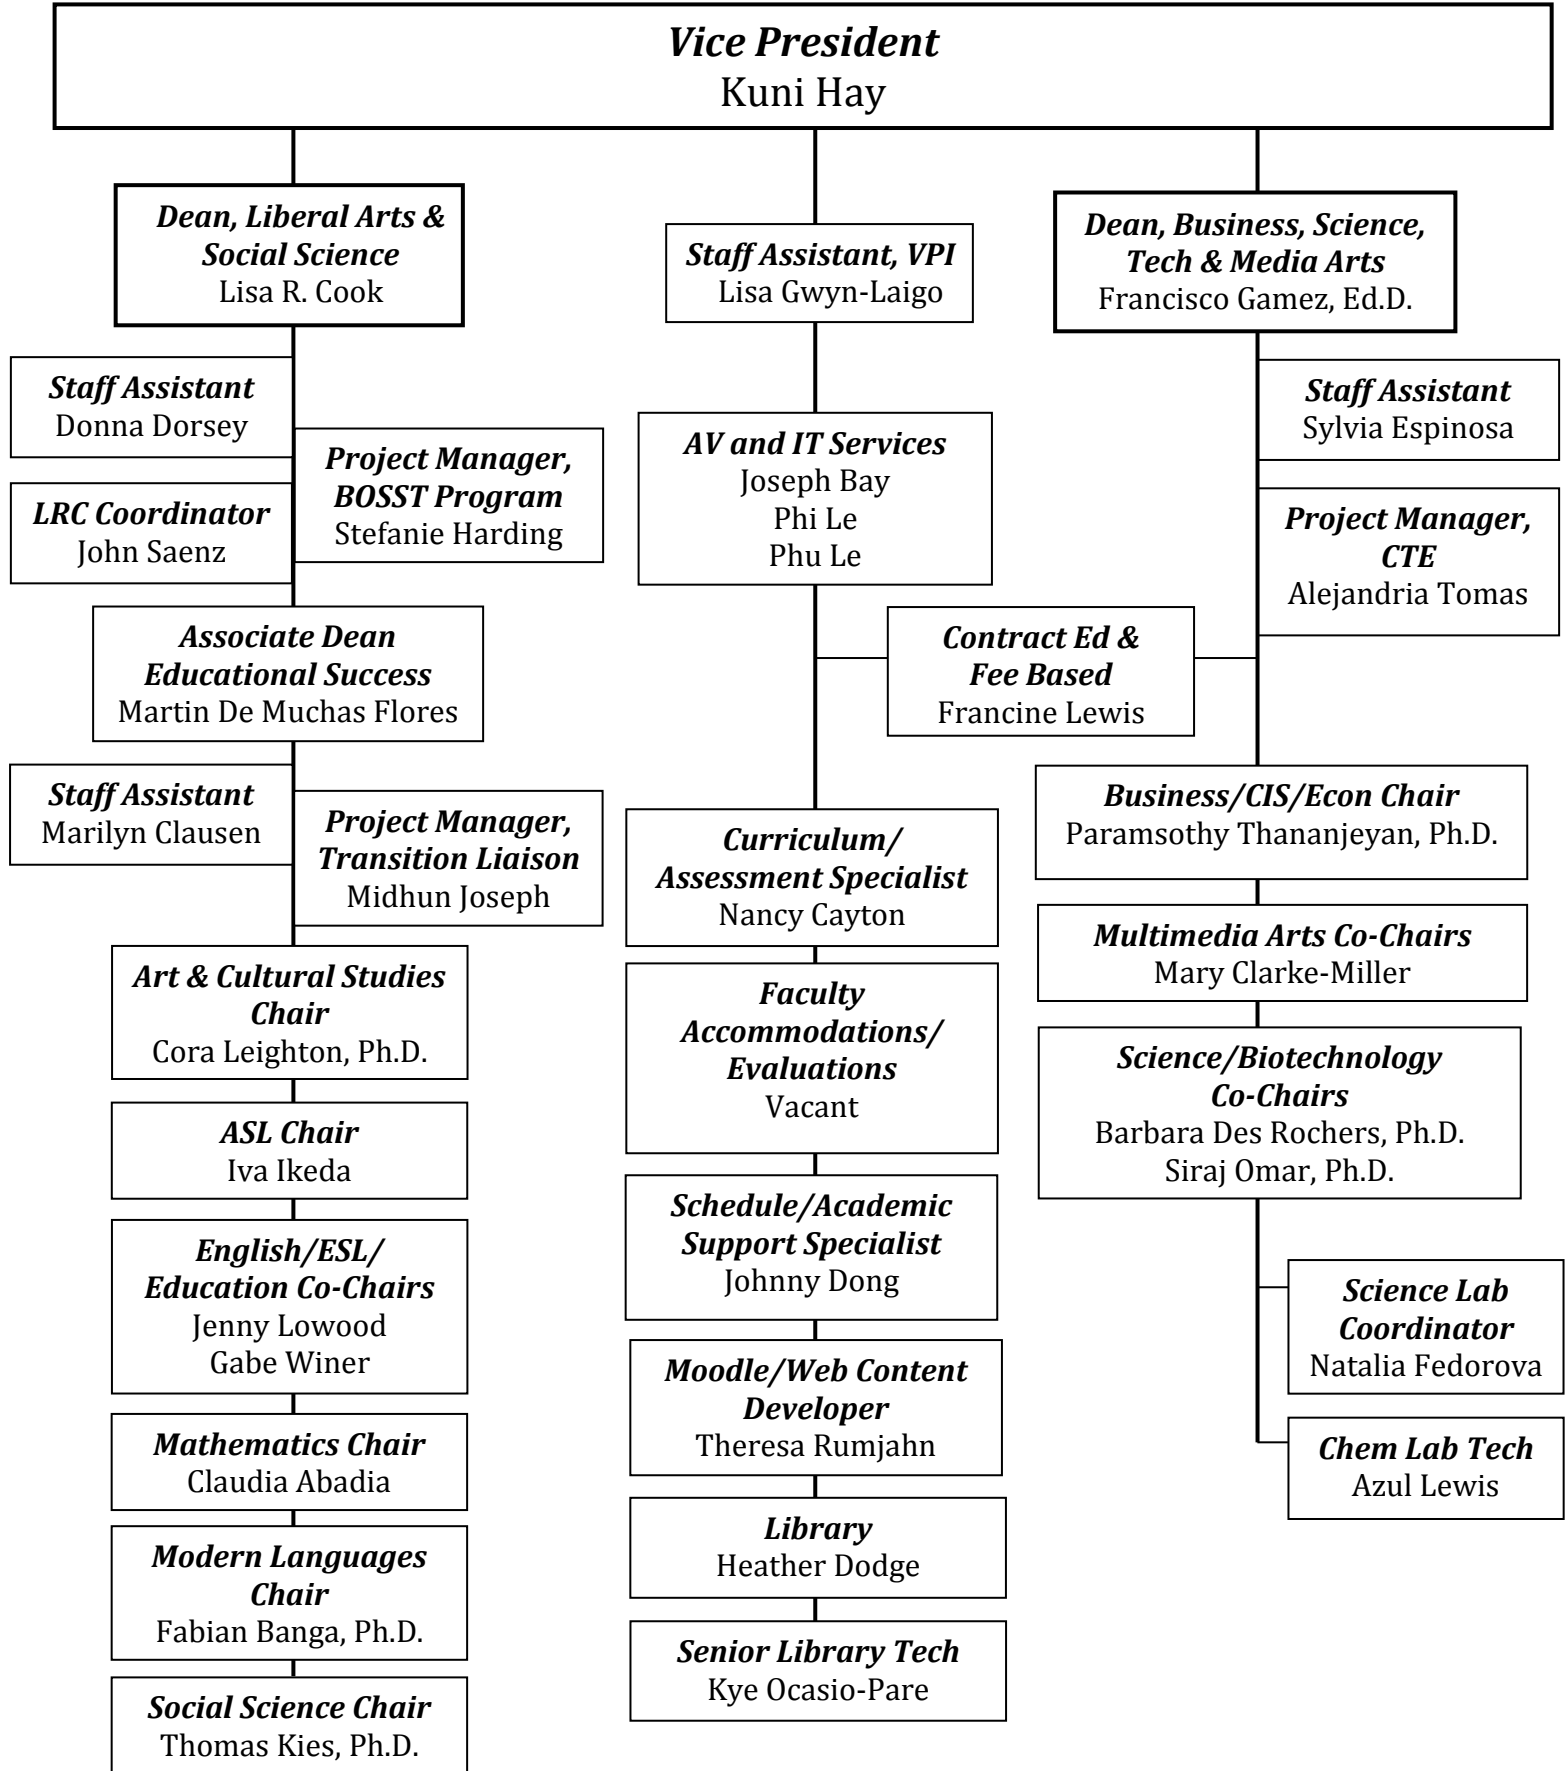 Vice President
Kuni Hay
Dean, Liberal Arts &
Social Science
Lisa R. Cook
Staff Assistant
Donna Dorsey
Project Manager,
BOSST Program
Stefanie Harding
LRC Coordinator
John Saenz
Associate Dean
Educational Success
Martin De Muchas Flores
Staff Assistant
Marilyn Clausen
Project Manager,
Transition Liaison
Midhun Joseph
Art & Cultural Studies
Chair
Cora Leighton, Ph.D.
ASL Chair
Iva Ikeda
English/ESL/
Education Co-Chairs
Jenny Lowood
Gabe Winer
Mathematics Chair
Claudia Abadia
Modern Languages
Chair
Fabian Banga, Ph.D.
Social Science Chair
Thomas Kies, Ph.D.
Staff Assistant, VPI
Lisa Gwyn-Laigo
AV and IT Services
Joseph Bay
Phi Le
Phu Le
Contract Ed &
Fee Based
Francine Lewis
Curriculum/
Assessment Specialist
Nancy Cayton
Faculty
Accommodations/
Evaluations
Vacant
Schedule/Academic
Support Specialist
Johnny Dong
Moodle/Web Content
Developer
Theresa Rumjahn
Library
Heather Dodge
Senior Library Tech
Kye Ocasio-Pare
Dean, Business, Science,
Tech & Media Arts
Francisco Gamez, Ed.D.
Staff Assistant
Sylvia Espinosa
Project Manager,
CTE
Alejandria Tomas
Business/CIS/Econ Chair
Paramsothy Thananjeyan, Ph.D.
Multimedia Arts Co-Chairs
Mary Clarke-Miller
Science/Biotechnology
Co-Chairs
Barbara Des Rochers, Ph.D.
Siraj Omar, Ph.D.
Science Lab
Coordinator
Natalia Fedorova
Chem Lab Tech
Azul Lewis